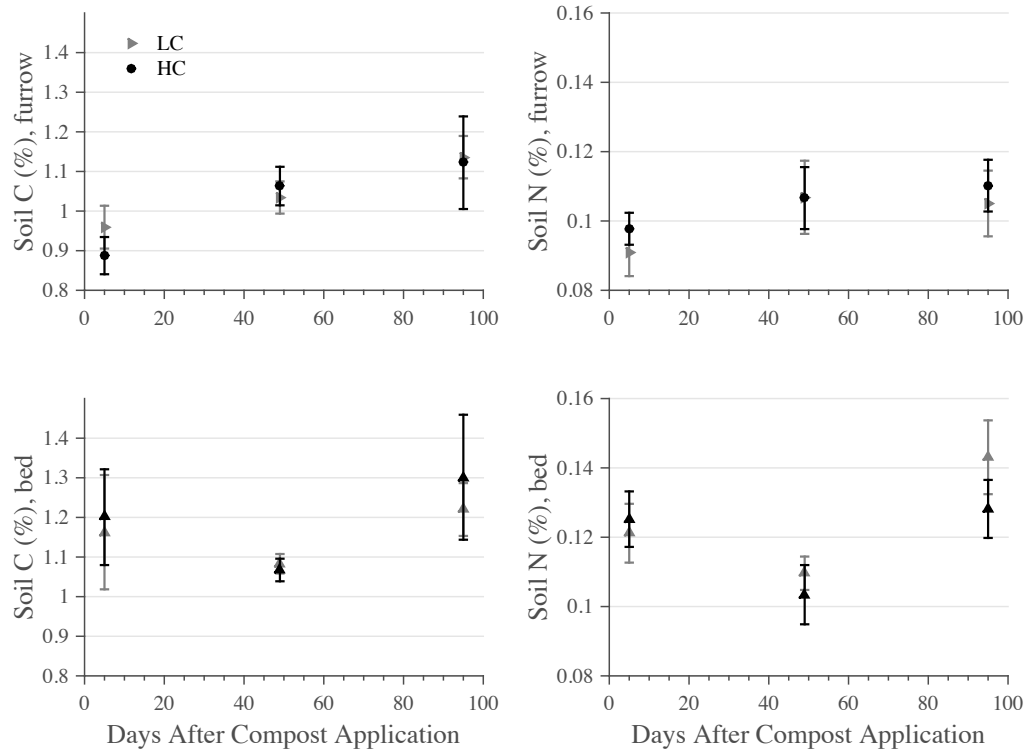 Soil C (%), furrow
1.4
1.3
1.2
1.1
1
0.9
0.8
LC
HC
0 20 40 60 80 100
Soil N (%), furrow
0.16
0.14
0.12
0.1
0.08
0 20 40 60 80 100
Soil C (%), bed
1.4
1.3
1.2
1.1
1
0.9
0.8
0 20 40 60 80 100
Days After Compost Application
Soil N (%), bed
0.16
0.14
0.12
0.1
0.08
0 20 40 60 80 100
Days After Compost Application